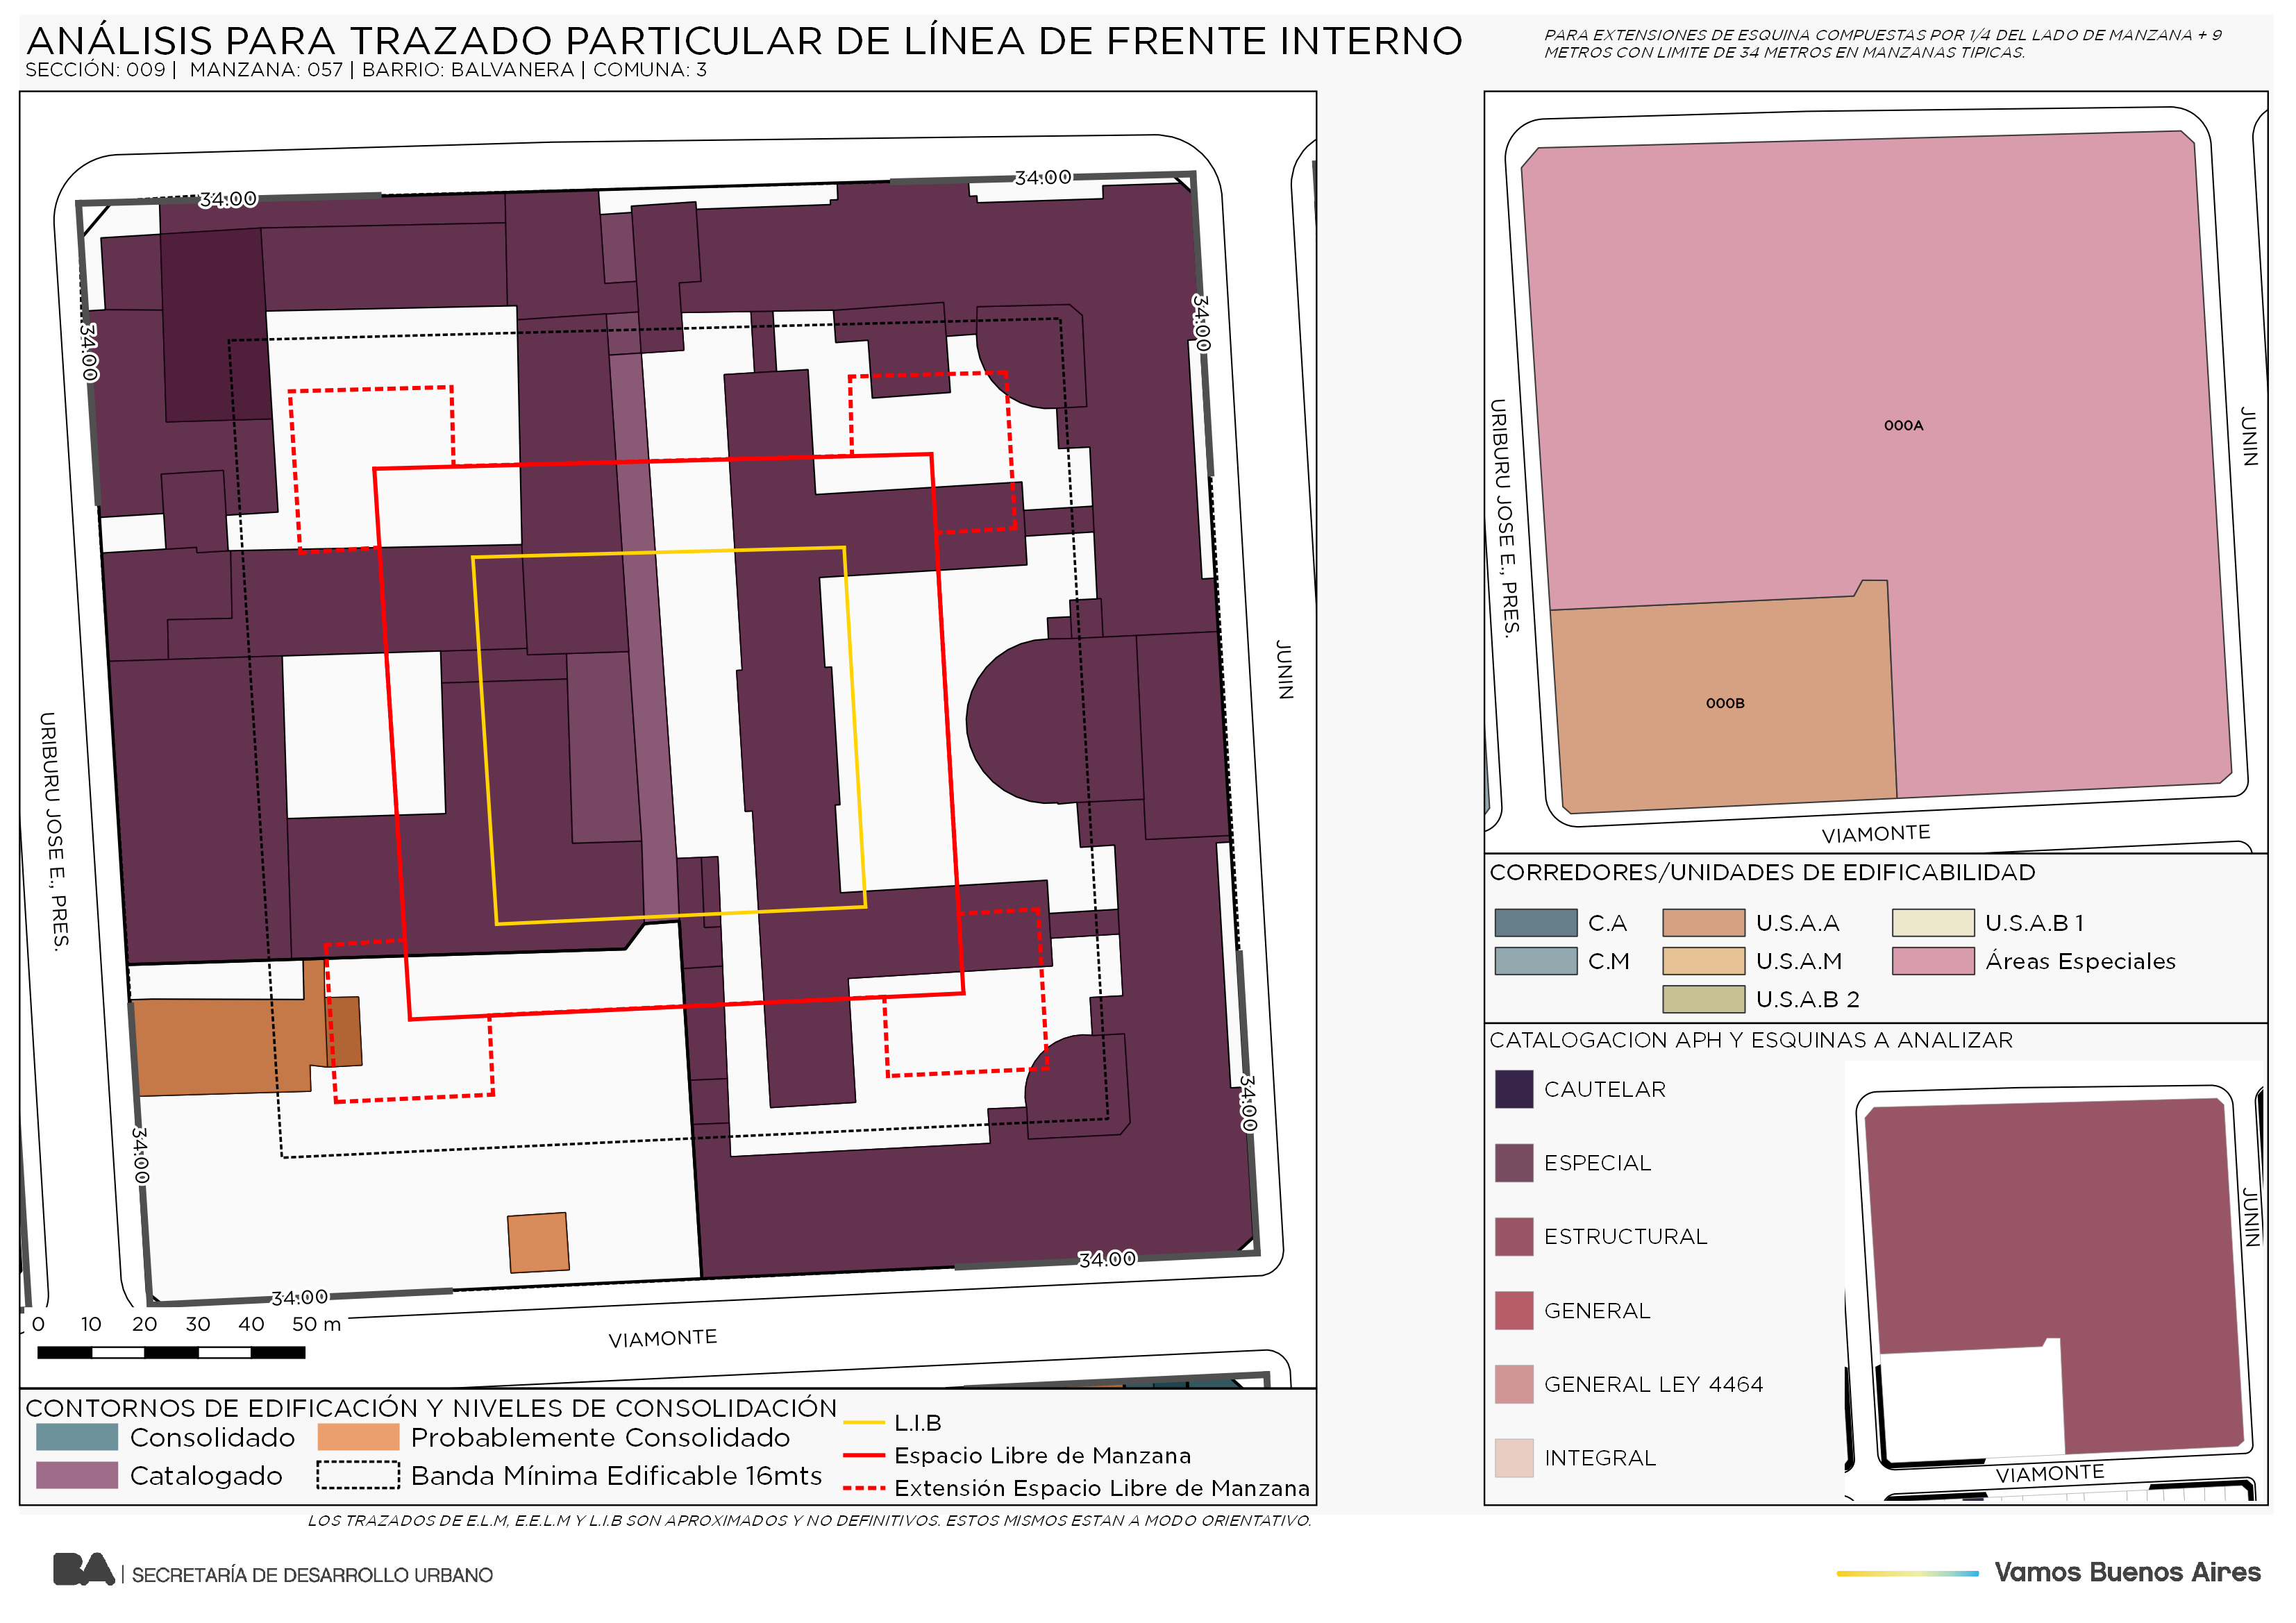 ANÁLISIS PARA TRAZADO PARTICULAR DE LÍNEA DE FRENTE INTERNO
SECCIÓN: 009 | MANZANA: 057 | BARRIO: BALVANERA | COMUNA: 3
PARA EXTENSIONES DE ESQUINA COMPUESTAS POR 1/4 DEL LADO DE MANZANA + 9
METROS CON LIMITE DE 34 METROS EN MANZANAS TIPICAS.
34.00
34.00
34.00
34.00
JUNIN
URIBURU JOSE E., PRES.
34.00
34.00
34.00
34.00
VIAMONTE
0 10 20 30 40 50 m
CONTORNOS DE EDIFICACIÓN Y NIVELES DE CONSOLIDACIÓN
Consolidado
Catalogado
Probablemente Consolidado
Banda Mínima Edificable 16mts
L.I.B
Espacio Libre de Manzana
Extensión Espacio Libre de Manzana
LOS TRAZADOS DE E.L.M, E.E.L.M Y L.I.B SON APROXIMADOS Y NO DEFINITIVOS. ESTOS MISMOS ESTAN A MODO ORIENTATIVO.
000A
000B
URIBURU JOSE E., PRES.
JUNIN
VIAMONTE
CORREDORES/UNIDADES DE EDIFICABILIDAD
C.A
C.M
U.S.A.A
U.S.A.M
U.S.A.B 2
U.S.A.B 1
Áreas Especiales
CATALOGACION APH Y ESQUINAS A ANALIZAR
CAUTELAR
ESPECIAL
ESTRUCTURAL
GENERAL
GENERAL LEY 4464
INTEGRAL
JUNIN
VIAMONTE
BA | SECRETARÍA DE DESARROLLO URBANO
Vamos Buenos Aires